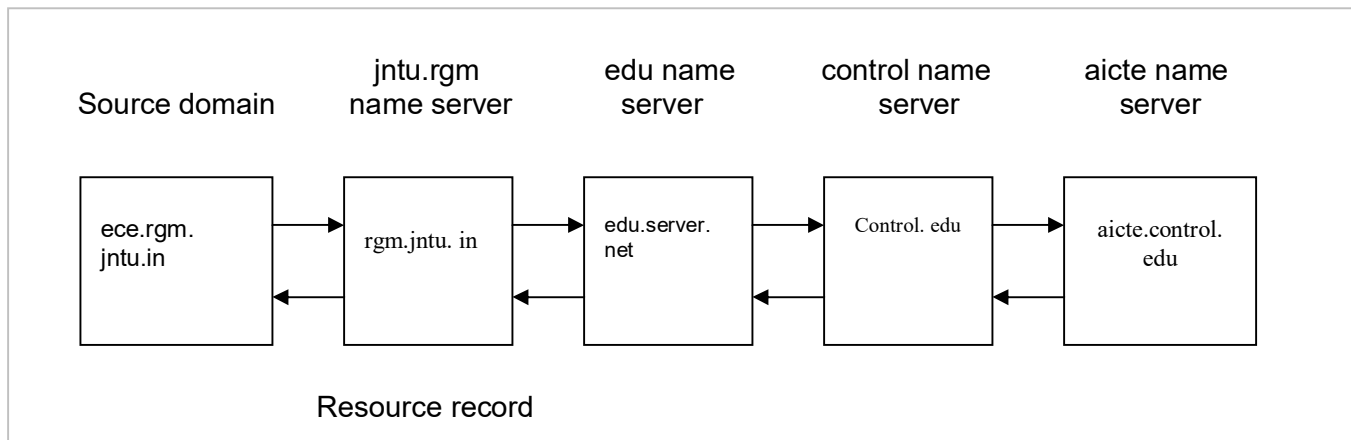 Source domain
jntu.rgm
name server
edu name
server
control name
server
aicte name
server
ece.rgm.
jntu.in
rgm.jntu. in
edu.server.
net
Control. edu
aicte.control.
edu
Resource record